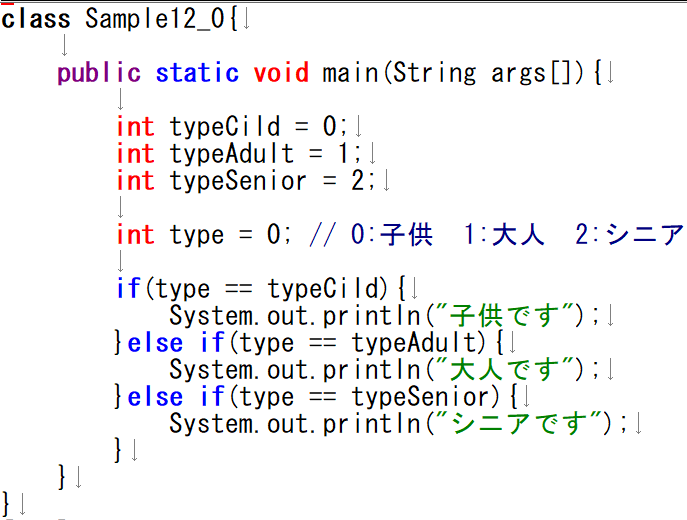 class Sample12_0{
public static void main(String args[]){
int typeCild = 0;
int typeAdult = 1;
int typeSenior = 2;
int type = 0; // 0:子供　1:大人　2:シニア
if(type == typeCild){
System.out.println("子供です");
}else if(type == typeAdult){
System.out.println("大人です");
}else if(type == typeSenior){
System.out.println("シニアです");
}
}
}